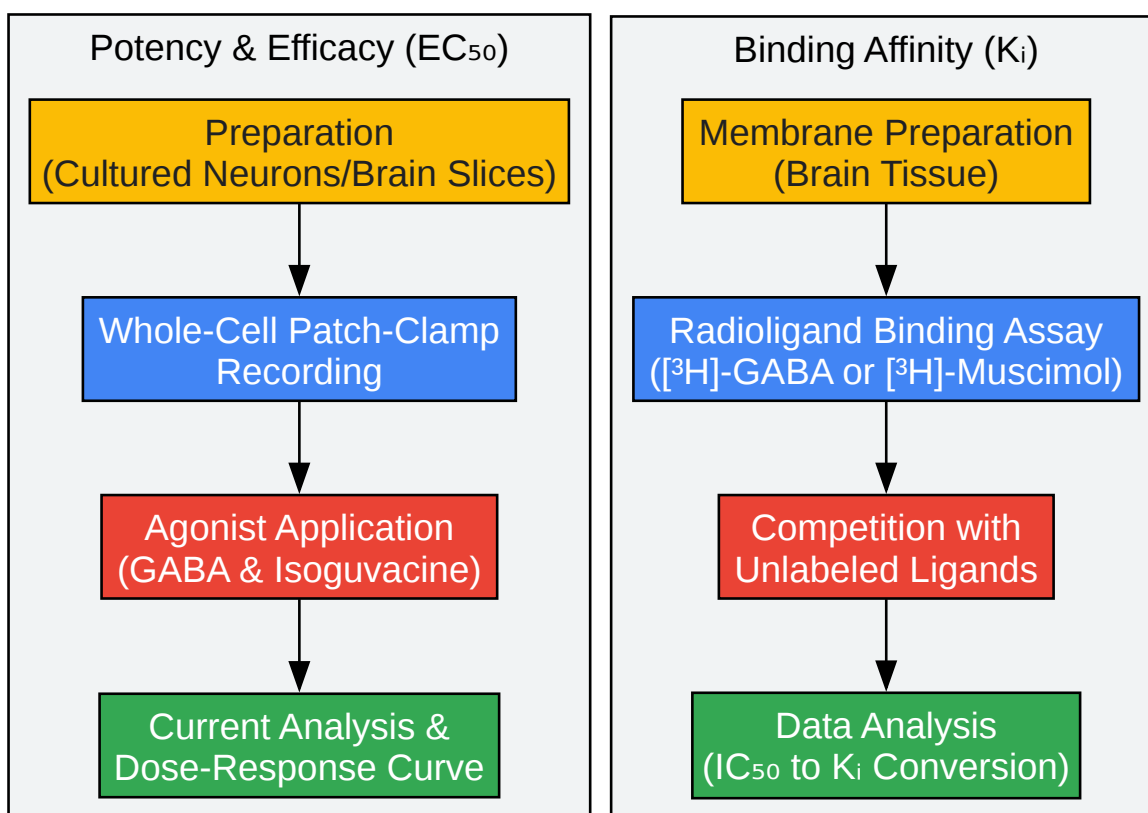 Potency & Efficacy (EC₅₀)
Preparation
(Cultured Neurons/Brain Slices)
Whole-Cell Patch-Clamp
Recording
Agonist Application
(GABA & Isoguvacine)
Current Analysis &
Dose-Response Curve
Binding Affinity (Kᵢ)
Membrane Preparation
(Brain Tissue)
Radioligand Binding Assay
([³H]-GABA or [³H]-Muscimol)
Competition with
Unlabeled Ligands
Data Analysis
(IC₅₀ to Kᵢ Conversion)